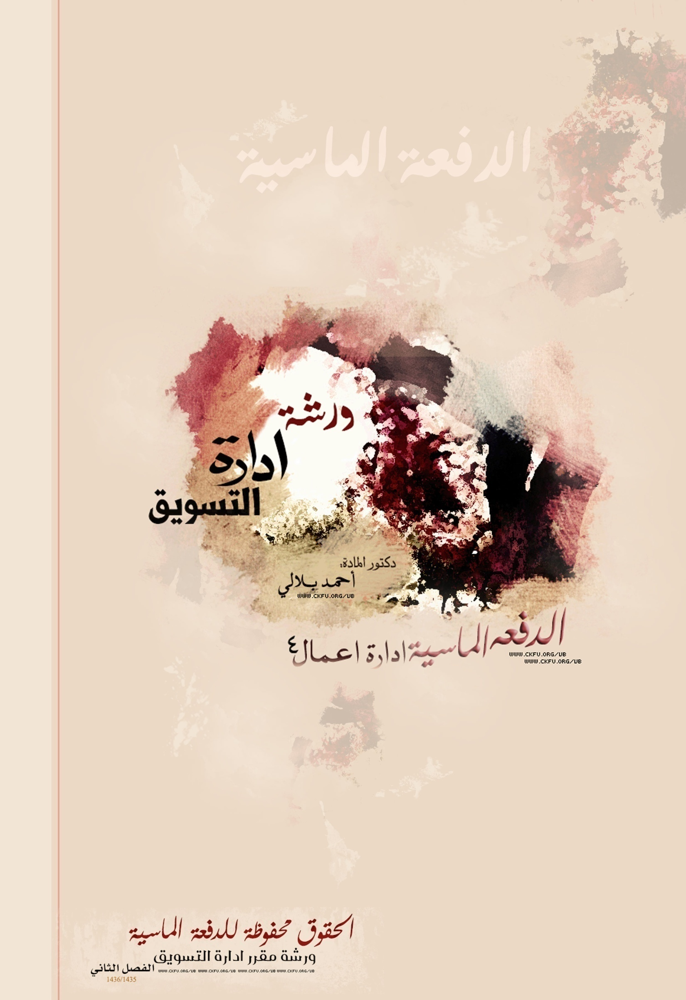 الدفعة الماسية
ورشة
ادارة
التسويق
دكتور المادة:
أحمد بلالي
WWW.CKFU.ORG/UB
الدفعه الماسية ادارة اعمال ٤
WWW.CKFU.ORG/UB
WWW.CKFU.ORG/UB
الحقوق محفوظة للدفعة الماسية
ورشة مقرر ادارة التسويق
WWW.CKFU.ORG/UB WWW.CKFU.ORG/UB WWW.CKFU.ORG/UB WWW.CKFU.ORG/UB
الفصل الثاني
1436/1435